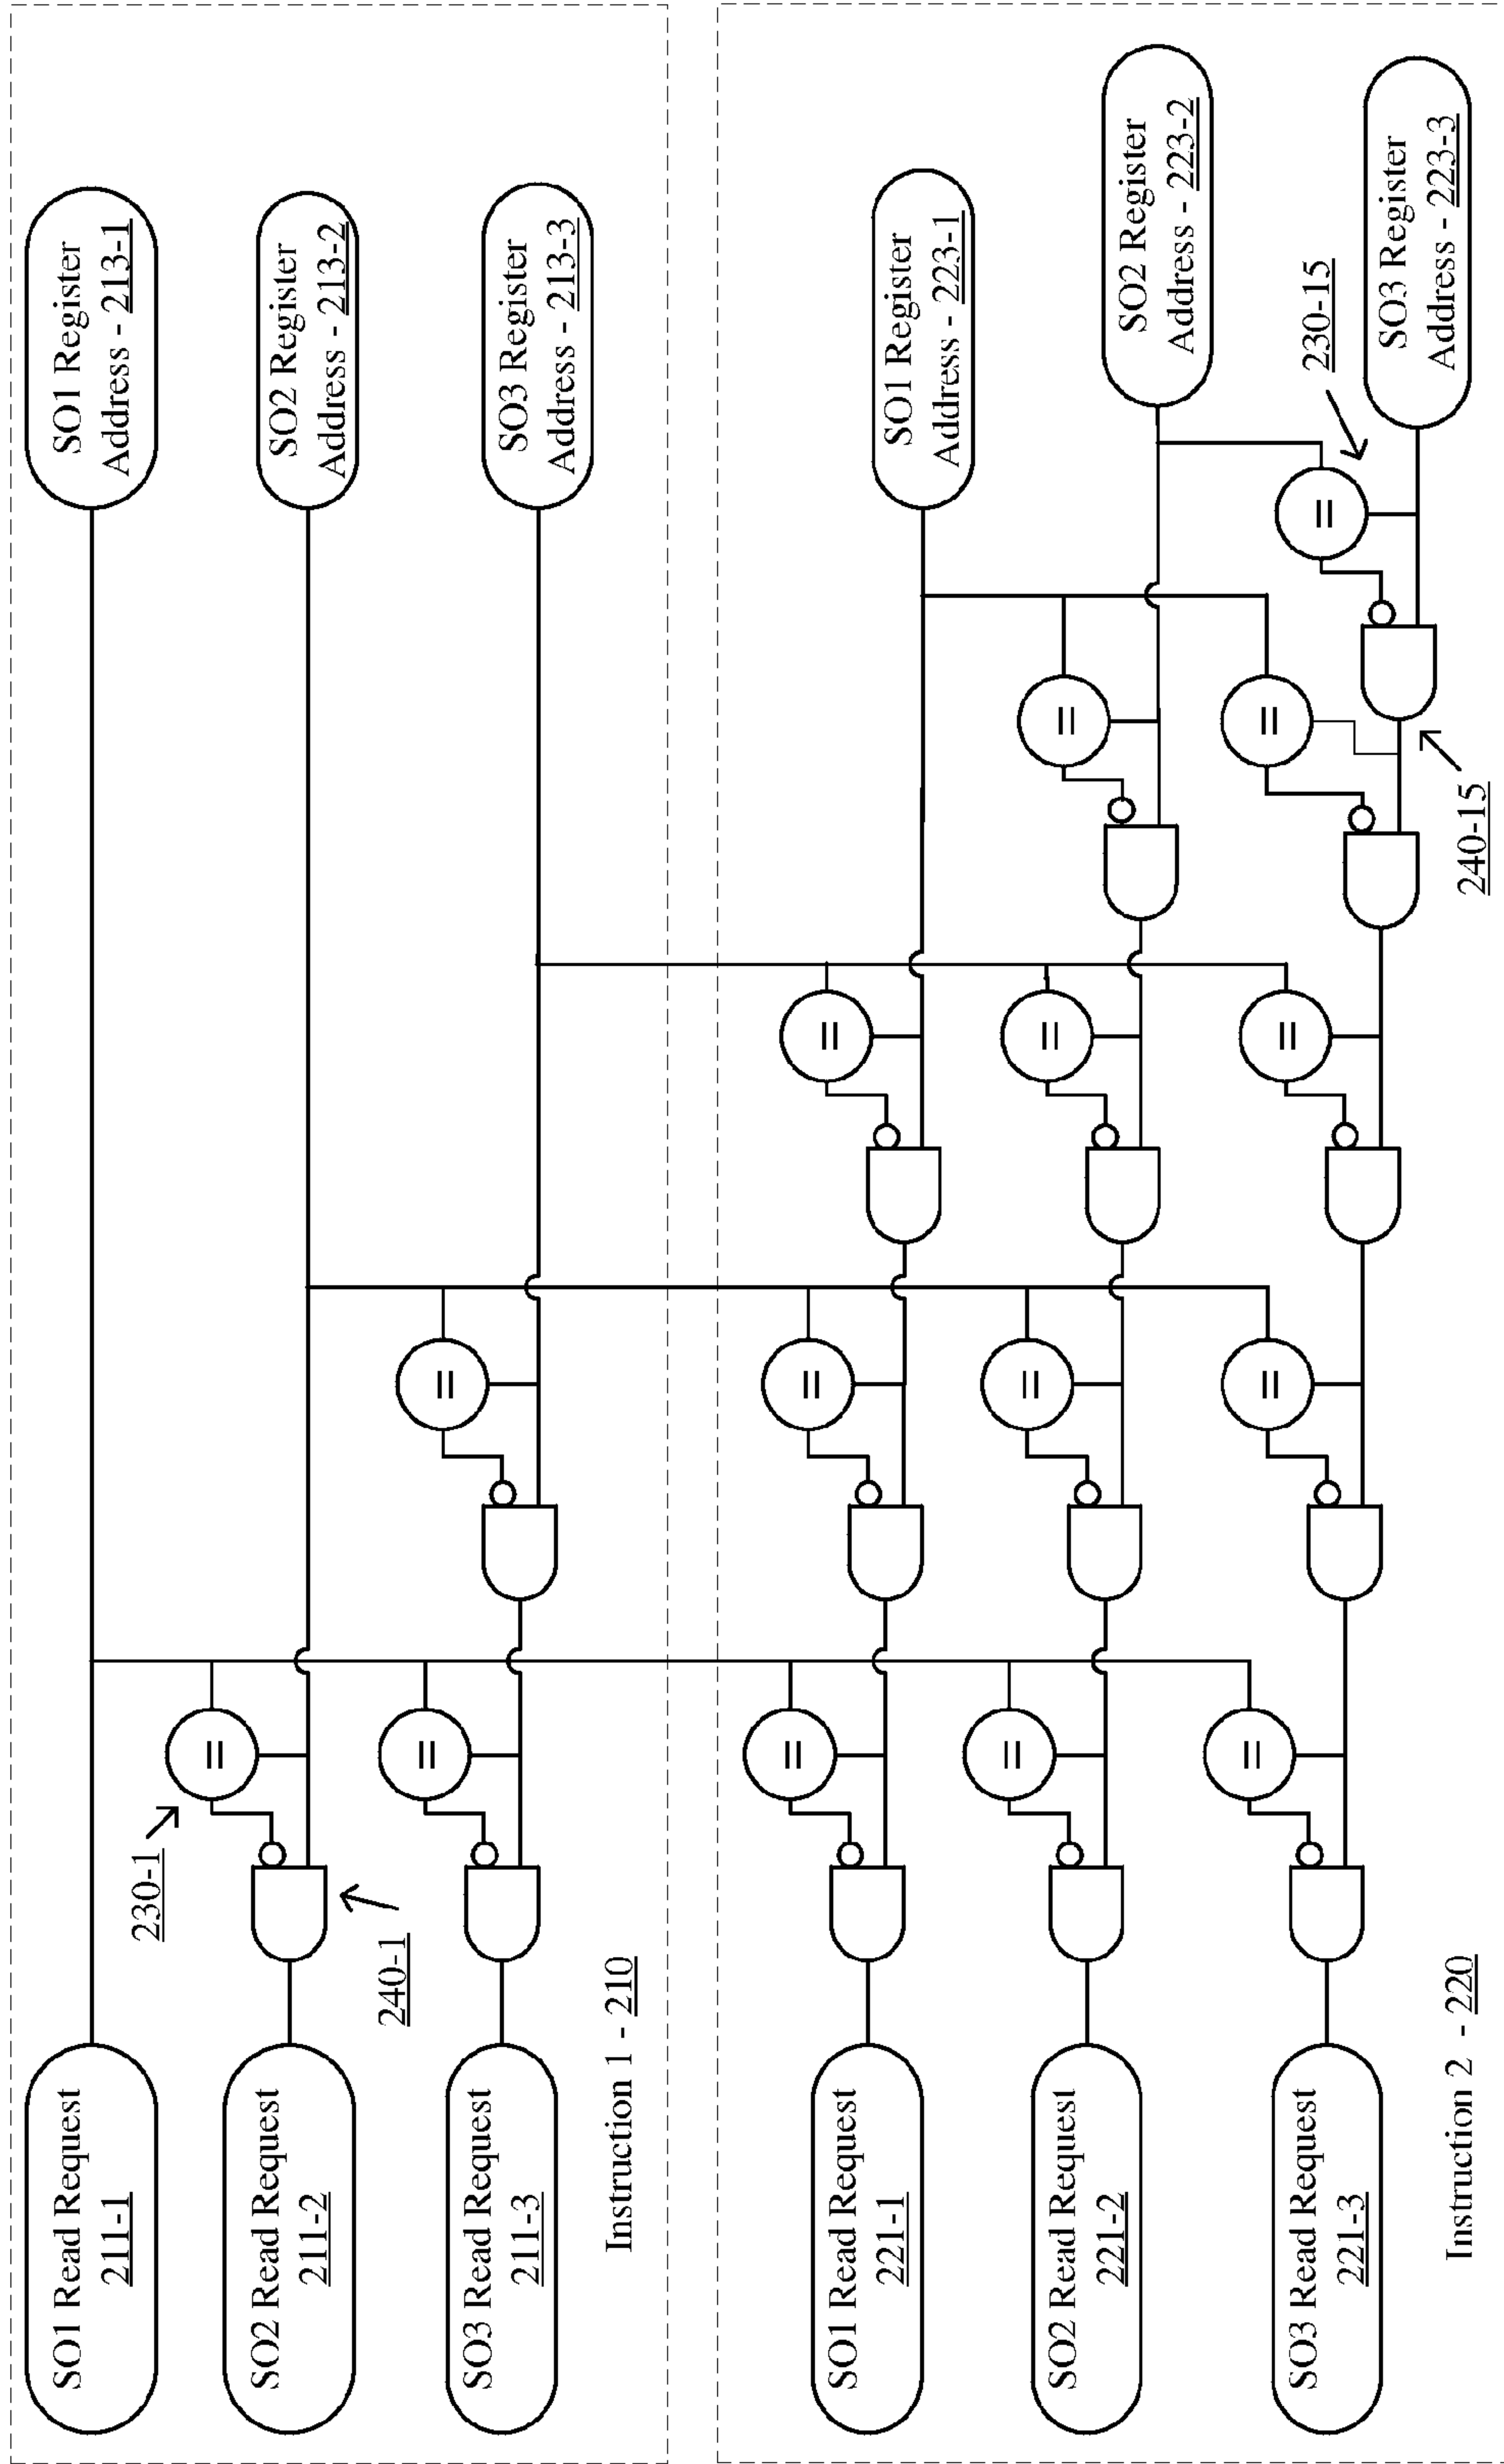 SO1 Read Request
211-1
SO1 Register
Address - 213-1
230-1
=
SO2 Read Request
211-2
SO2 Register
Address - 213-2
240-1
=
=
SO3 Read Request
211-3
SO3 Register
Address - 213-3
Instruction 1 - 210
=
=
=
SO1 Read Request
221-1
SO1 Register
Address - 223-1
=
=
=
=
SO2 Read Request
221-2
SO2 Register
Address - 223-2
=
=
=
=
=
230-15
SO3 Read Request
221-3
SO3 Register
Address - 223-3
240-15
Instruction 2 - 220